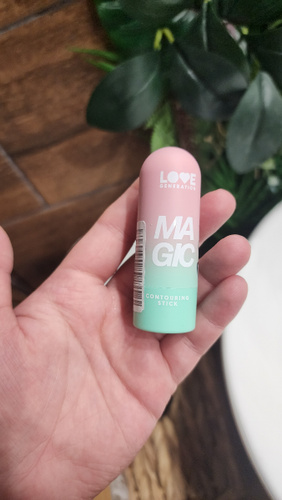 LOVE
GENERATION
MA
GIC
CONTOURING
STICK